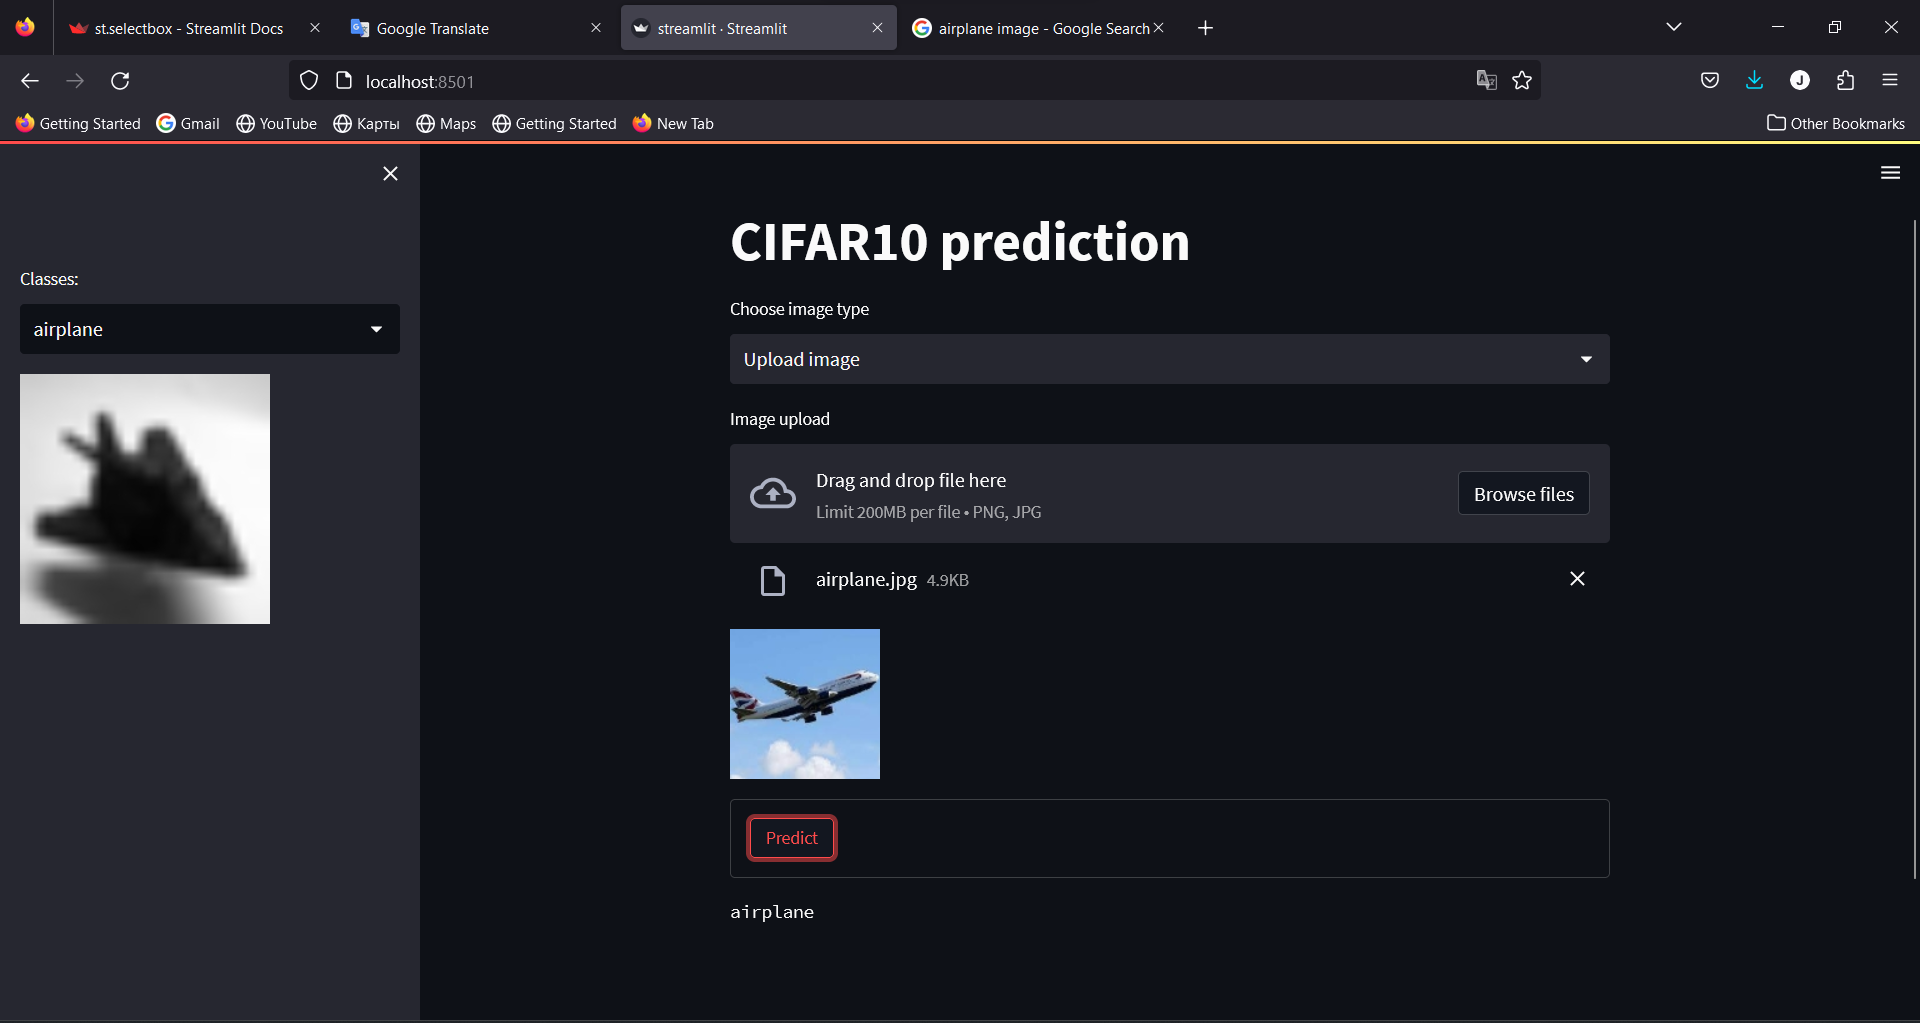 st.selectbox - Streamlit Docs
Google Translate
streamlit · Streamlit
airplane image - Google Search
localhost:8501
J
Getting Started
Gmail
YouTube
Карты
Maps
Getting Started
New Tab
Other Bookmarks
Classes:
airplane
CIFAR10 prediction
Choose image type
Upload image
Image upload
Drag and drop file here
Limit 200MB per file • PNG, JPG
Browse files
airplane.jpg 4.9KB
Predict
airplane